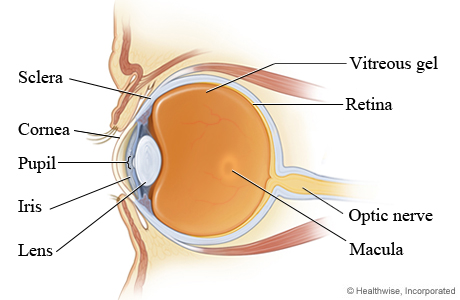 Sclera
Cornea
Pupil
Iris
Lens
Vitreous gel
Retina
Optic nerve
Macula
© Healthwise, Incorporated